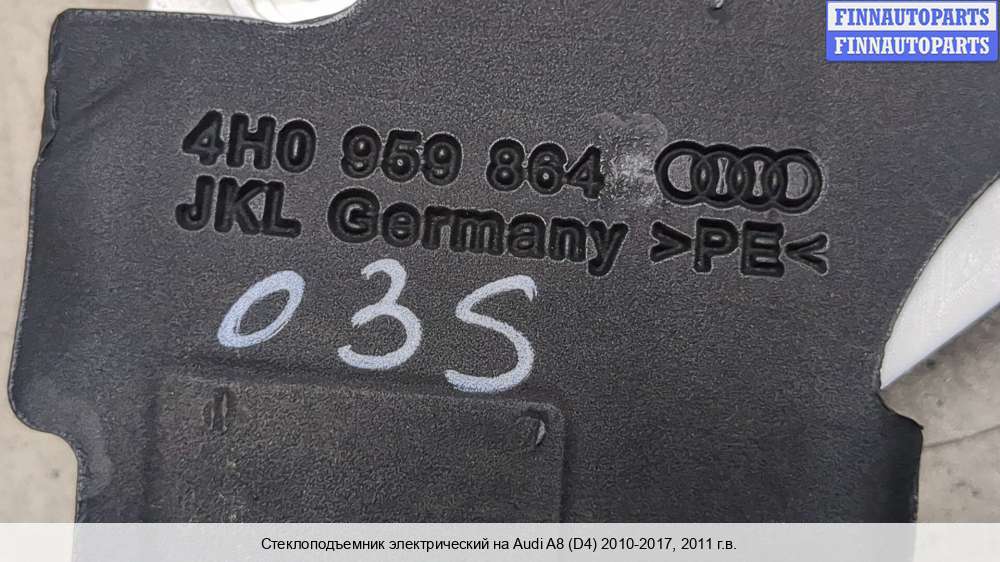 FINNAUTOPARTS
FINNAUTOPARTS
4H0 959 864
JKL Germany >PE<
03S
Стеклоподъемник электрический на Audi A8 (D4) 2010-2017, 2011 г.в.